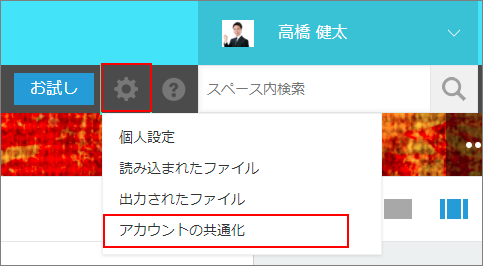 高橋 健太
お試し
スペース内検索
個人設定
読み込まれたファイル
出力されたファイル
アカウントの共通化